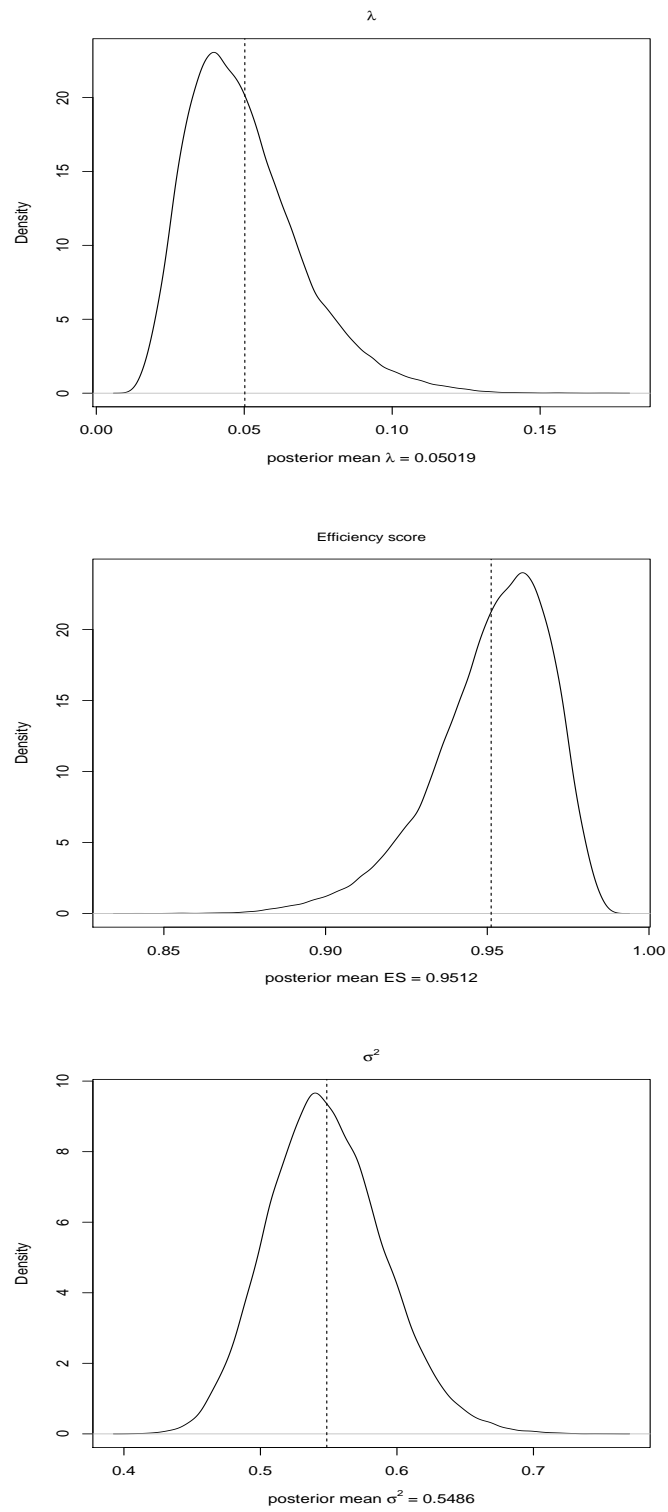 λ
Density
20
15
10
5
0
0.00 0.05 0.10 0.15
posterior mean λ = 0.05019
Efficiency score
Density
20
15
10
5
0
0.85 0.90 0.95 1.00
posterior mean ES = 0.9512
σ²
Density
10
8
6
4
2
0
0.4 0.5 0.6 0.7
posterior mean σ² = 0.5486